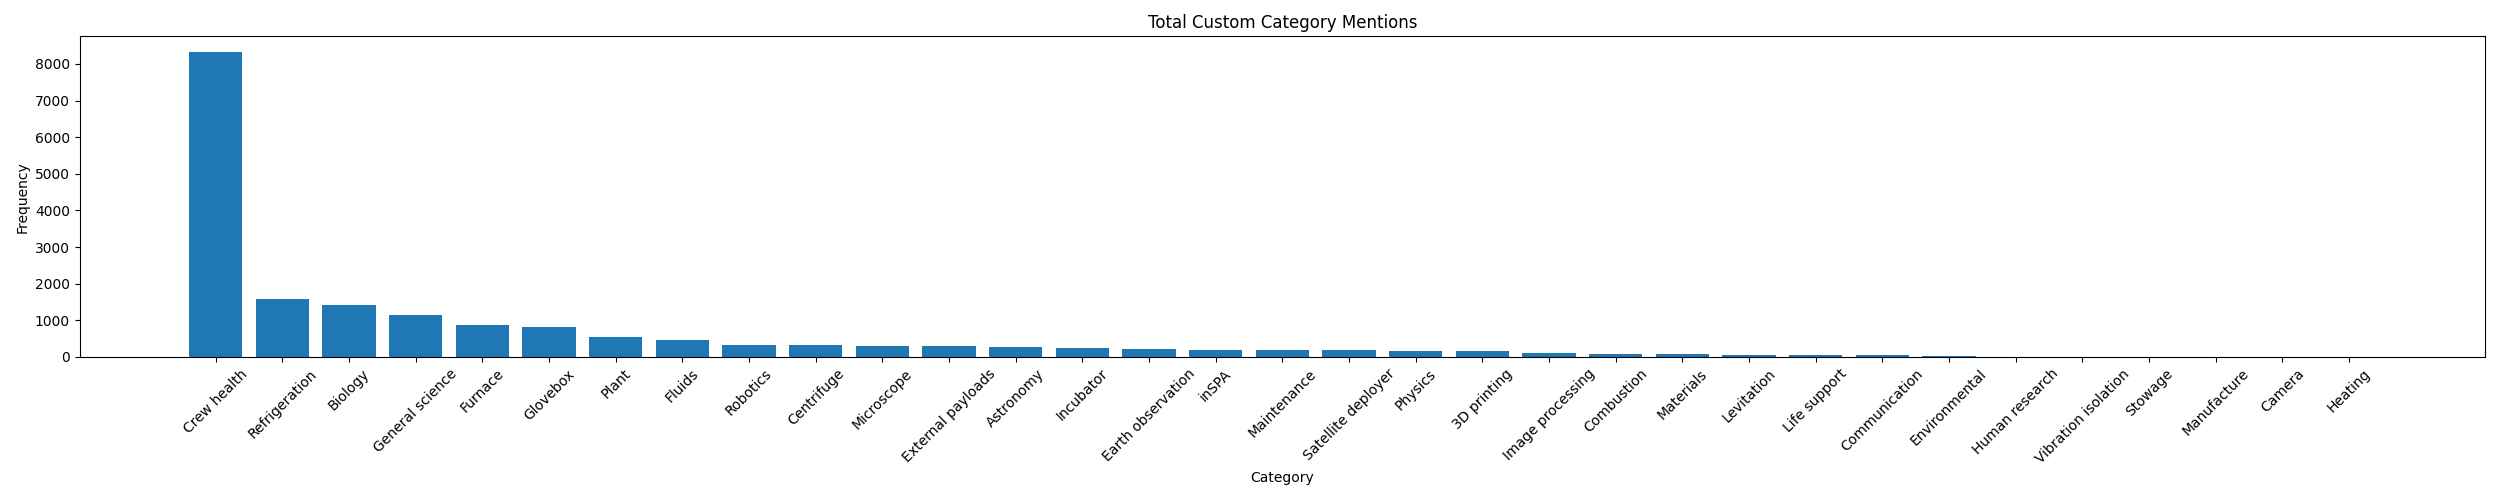 Total Custom Category Mentions
Frequency
8000
7000
6000
5000
4000
3000
2000
1000
0
Crew health
Refrigeration
Biology
General science
Furnace
Glovebox
Plant
Fluids
Robotics
Centrifuge
Microscope
External payloads
Astronomy
Incubator
Earth observation
inSPA
Maintenance
Satellite deployer
Physics
3D printing
Image processing
Combustion
Materials
Levitation
Life support
Communication
Environmental
Human research
Vibration isolation
Stowage
Manufacture
Camera
Heating
Category